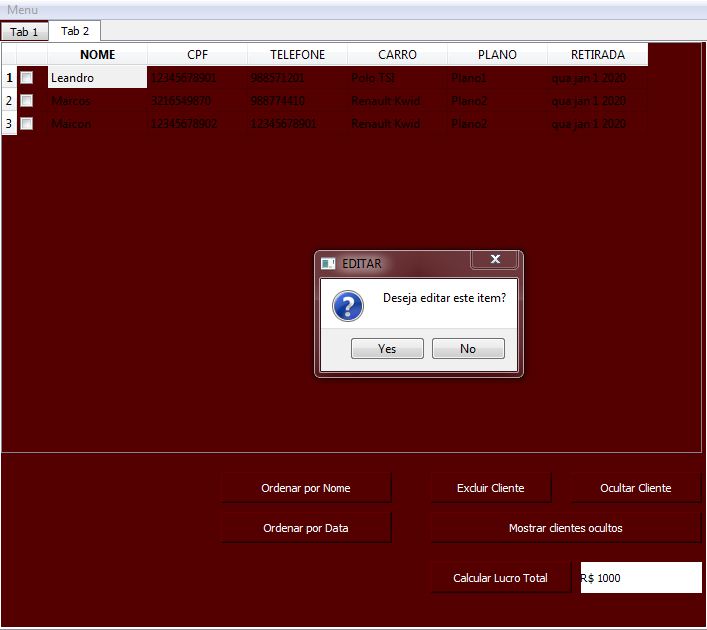 Menu
Tab 1 Tab 2
NOME CPF TELEFONE CARRO PLANO RETIRADA
1 Leandro 12345678901 988571201 Polo TSI Plano1 qua jan 1 2020
2 Marcos 3216549870 988774410 Renault Kwid Plano2 qua jan 1 2020
3 Maicon 12345678902 12345678901 Renault Kwid Plano2 qua jan 1 2020
EDITAR
Deseja editar este item?
Yes No
Ordenar por Nome Excluir Cliente Ocultar Cliente
Ordenar por Data Mostrar clientes ocultos
Calcular Lucro Total R$ 1000